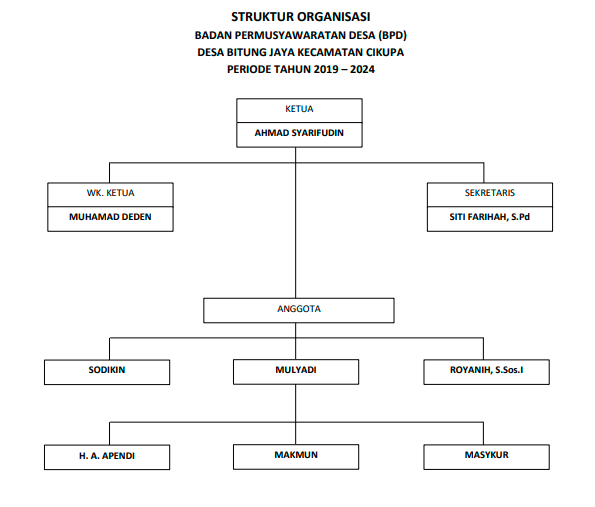 STRUKTUR ORGANISASI
BADAN PERMUSYAWARATAN DESA (BPD)
DESA BITUNG JAYA KECAMATAN CIKUPA
PERIODE TAHUN 2019 – 2024
KETUA
AHMAD SYARIFUDIN
WK. KETUA
MUHAMAD DEDEN
SEKRETARIS
SITI FARIHAH, S.Pd
ANGGOTA
SODIKIN
MULYADI
ROYANIH, S.Sos.I
H. A. APENDI
MAKMUN
MASYKUR